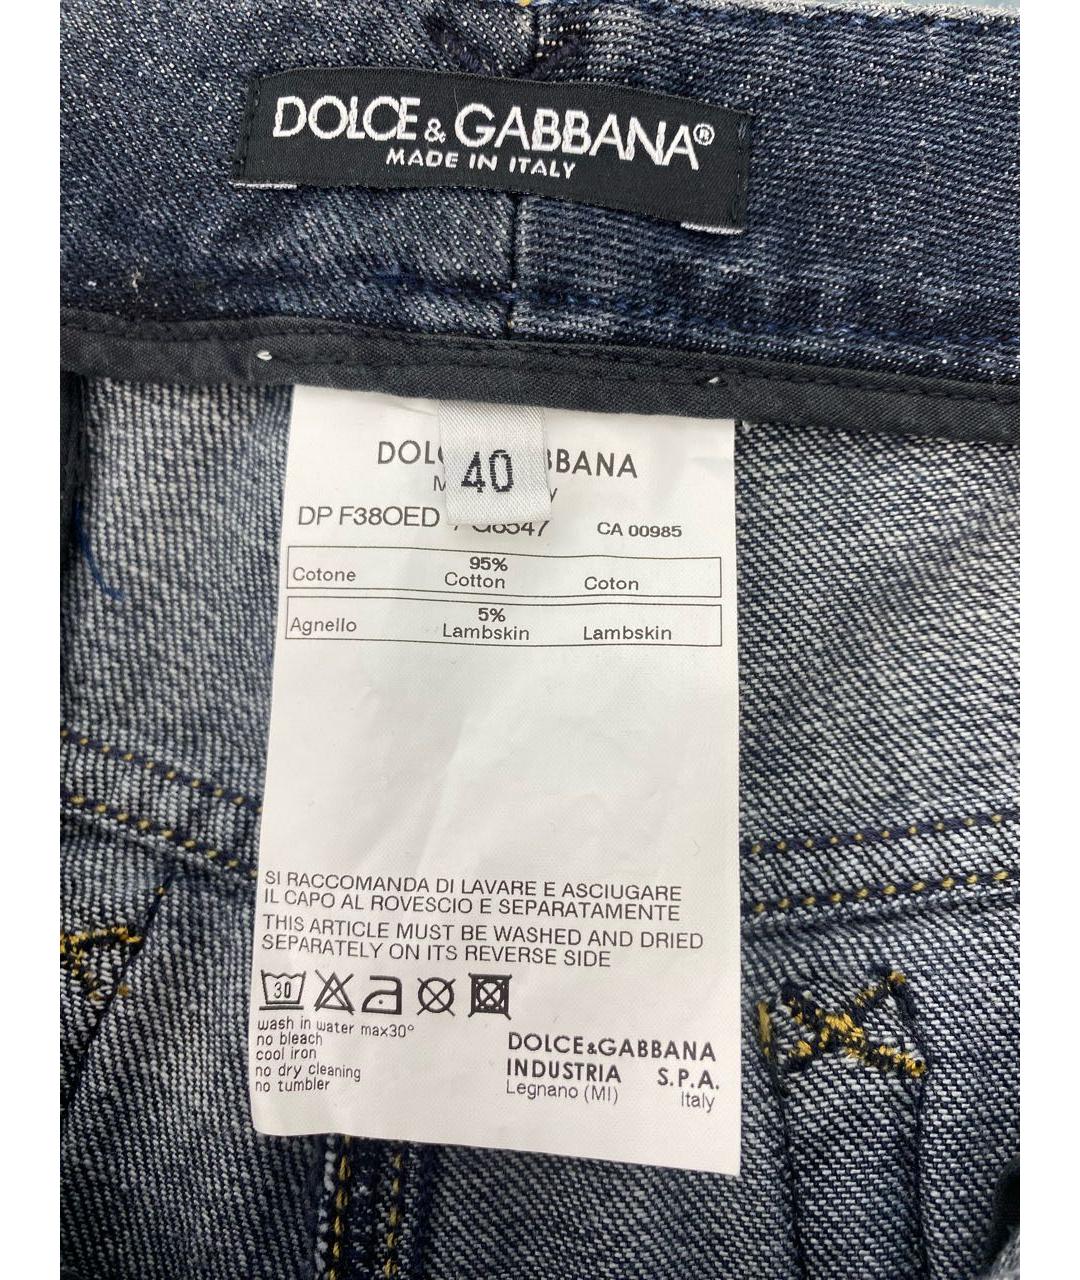 DOLCE & GABBANA®
MADE IN ITALY
40
DP F38OED
CA 00985
95%
Cotone Cotton Coton
5%
Agnello Lambskin Lambskin
SI RACCOMANDA DI LAVARE E ASCIUGARE
IL CAPO AL ROVESCIO E SEPARATAMENTE
THIS ARTICLE MUST BE WASHED AND DRIED
SEPARATELY ON ITS REVERSE SIDE
30
wash in water max30°
no bleach
cool iron
no dry cleaning
no tumbler
DOLCE&GABBANA
INDUSTRIA S.P.A.
Legnano (MI)
Italy